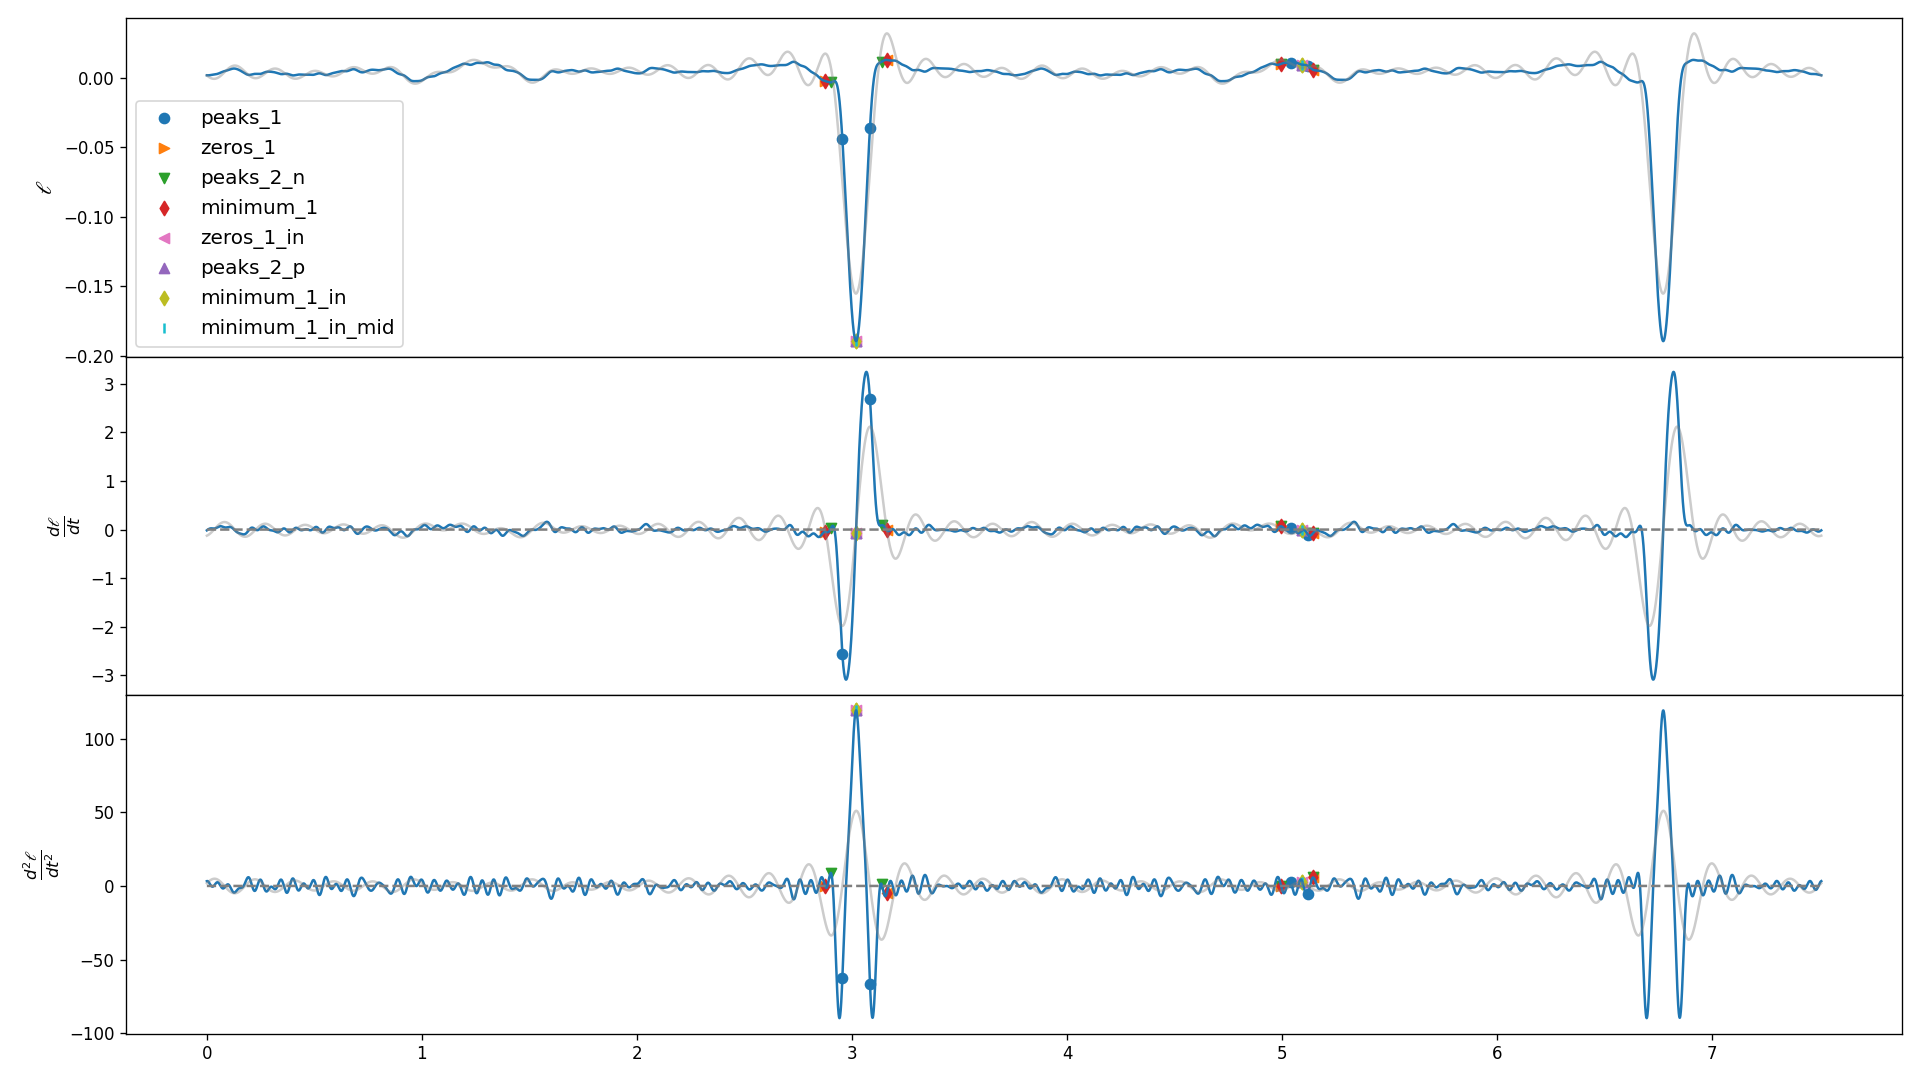 0.00
−0.05
−0.10
−0.15
−0.20
ℓ
peaks_1
zeros_1
peaks_2_n
minimum_1
zeros_1_in
peaks_2_p
minimum_1_in
minimum_1_in_mid
3
2
1
0
−1
−2
−3
dℓ
dt
100
50
0
−50
−100
d²ℓ
dt²
0 1 2 3 4 5 6 7